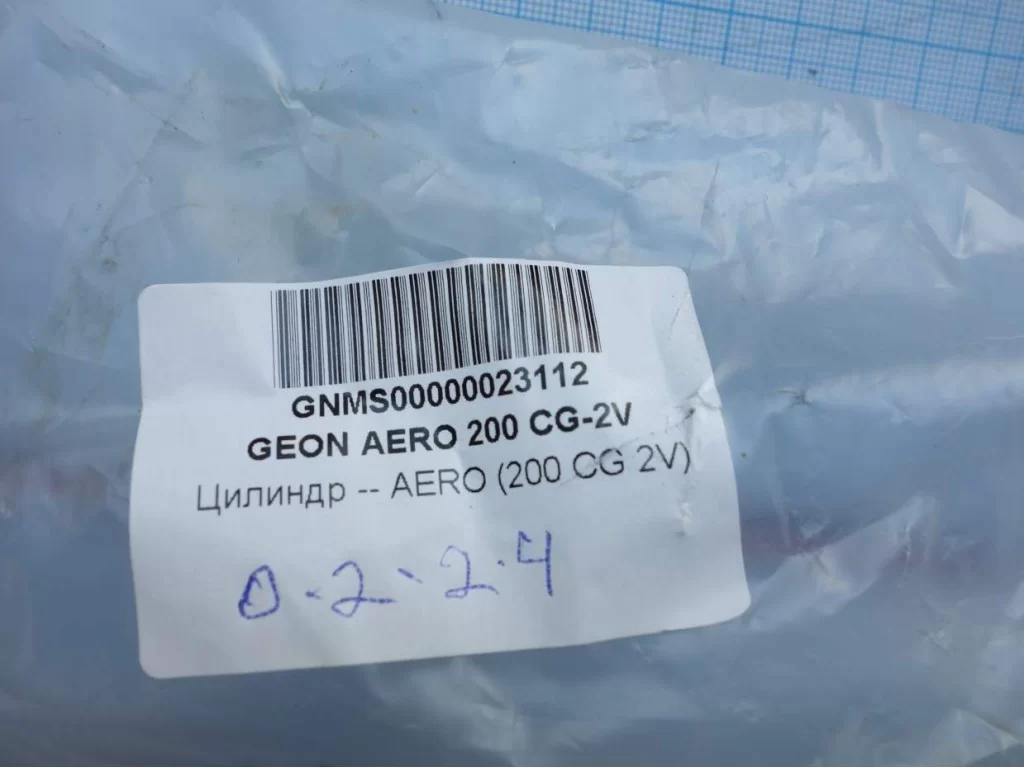 GNMS00000023112
GEON AERO 200 CG-2V
Цилиндр -- AERO (200 CG 2V)
0-2-2.4